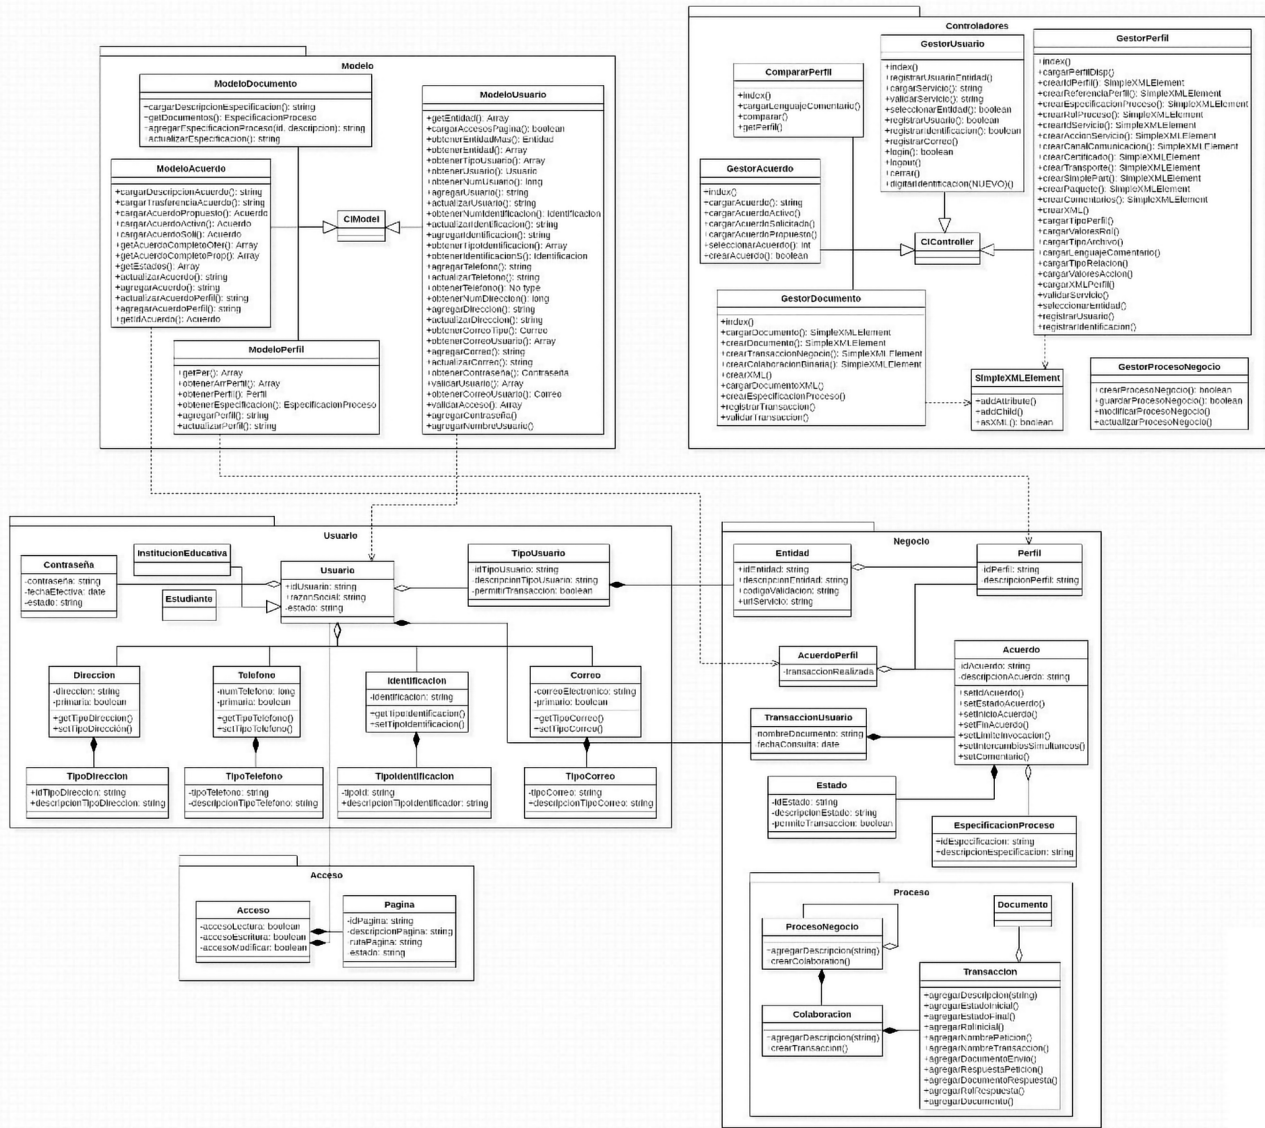 Modelo
ModeloDocumento
+cargarDescripcionEspecificacion(): string
-getDocumentos(): EspecificacionProceso
-agregarEspecificacionProceso(id, descripcion): string
-actualizarEspecificacion(): string
ModeloAcuerdo
+cargarDescripcionAcuerdo(): string
+cargarTrasferenciaAcuerdo(): string
+cargarAcuerdoPropuesto(): Acuerdo
+cargarAcuerdoActivo(): Acuerdo
+cargarAcuerdoSoli(): Acuerdo
+getAcuerdoCompletoOfer(): Array
+getAcuerdoCompletoProp(): Array
+getEstados(): Array
+actualizarAcuerdo(): string
+agregarAcuerdo(): string
+actualizarAcuerdoPerfil(): string
+agregarAcuerdoPerfil(): string
+getIdAcuerdo(): Acuerdo
CIModel
ModeloPerfil
+getPer(): Array
+obtenerArrPerfil(): Array
+obtenerPerfil(): Perfil
+obtenerEspecificacion(): EspecificacionProceso
+agregarPerfil(): string
+actualizarPerfil(): string
ModeloUsuario
+getEntidad(): Array
+cargarAccesosPagina(): boolean
+obtenerEntidadMas(): Entidad
+obtenerEntidad(): Array
+obtenerTipoUsuario(): Array
+obtenerUsuario(): Usuario
+obtenerNumUsuario(): long
+agregarUsuario(): string
+actualizarUsuario(): string
+obtenerNumIdentificacion(): Identificacion
+actualizarIdentificacion(): string
+agregarIdentificacion(): string
+obtenerTipoIdentificacion(): Array
+obtenerIdentificacionS(): Identificacion
+agregarTelefono(): string
+actualizarTelefono(): string
+obtenerTelefono(): No type
+obtenerNumDireccion(): long
+agregarDireccion(): string
+actualizarDireccion(): string
+obtenerCorreoTipo(): Correo
+obtenerCorreoUsuario(): Array
+agregarCorreo(): string
+actualizarCorreo(): string
+obtenerContraseña(): Contraseña
+validarUsuario(): Array
+obtenerCorreoUsuario(): Correo
+validarAcceso(): Array
+agregarContraseña()
+agregarNombreUsuario()
Controladores
CompararPerfil
+index()
+cargarLenguajeComentario()
+comparar()
+getPerfil()
GestorUsuario
+index()
+registrarUsuarioEntidad()
+cargarServicio(): string
+validarServicio(): string
+seleccionarEntidad(): boolean
+registrarUsuario(): boolean
+registrarIdentificacion(): boolean
+registrarCorreo()
+login(): boolean
+logout()
+cerrar()
+digitarIdentificacion(NUEVO)()
GestorPerfil
+index()
+cargarPerfilDisp()
+crearIdPerfil(): SimpleXMLElement
+crearReferenciaPerfil(): SimpleXMLElement
+crearEspecificacionProceso(): SimpleXMLElement
+crearRolProceso(): SimpleXMLElement
+crearIdServicio(): SimpleXMLElement
+crearAccionServicio(): SimpleXMLElement
+crearCanalComunicacion(): SimpleXMLElement
+crearCertificado(): SimpleXMLElement
+crearTransporte(): SimpleXMLElement
+crearSimplePart(): SimpleXMLElement
+crearPaquete(): SimpleXMLElement
+crearComentarios(): SimpleXMLElement
+crearXML()
+cargarTipoPerfil()
+cargarValoresRol()
+cargarTipoArchivo()
+cargarLenguajeComentario()
+cargarTipoRelacion()
+cargarValoresAccion()
+cargarXMLPerfil()
+validarServicio()
+seleccionarEntidad()
+registrarUsuario()
+registrarIdentificacion()
GestorAcuerdo
+index()
+cargarAcuerdo(): string
+cargarAcuerdoActivo()
+cargarAcuerdoSolicitado()
+cargarAcuerdoPropuesto()
+seleccionarAcuerdo(): int
+crearAcuerdo(): boolean
CIController
GestorDocumento
+index()
+cargarDocumento(): SimpleXMLElement
+crearDocumento(): SimpleXMLElement
+crearTransaccionNegocio(): SimpleXMLElement
+crearColaboracionBinaria(): SimpleXMLElement
+crearXML()
+cargarDocumentoXML()
+crearEspecificacionProceso()
+registrarTransaccion()
+validarTransaccion()
SimpleXMLElement
+addAttribute()
+addChild()
+asXML(): boolean
GestorProcesoNegocio
+crearProcesoNegocio(): boolean
+guardarProcesoNegocio(): boolean
+modificarProcesoNegocio()
+actualizarProcesoNegocio()
Usuario
Contraseña
-contraseña: string
-fechaEfectiva: date
-estado: string
InstitucionEducativa
Estudiante
Usuario
+idUsuario: string
+razonSocial: string
-estado: string
TipoUsuario
-idTipoUsuario: string
-descripcionTipoUsuario: string
-permitirTransaccion: boolean
Direccion
-direccion: string
-primaria: boolean
+getTipoDireccion()
+setTipoDirección()
Telefono
-numTelefono: long
-primaria: boolean
+getTipoTelefono()
+setTipoTelefono()
Identificacion
-identificacion: string
+getTipoIdentificacion()
+setTipoIdentificacion()
Correo
-correoElectronico: string
-primario: boolean
+getTipoCorreo()
+setTipoCorreo()
TipoDireccion
+idTipoDireccion: string
+descripcionTipoDireccion: string
TipoTelefono
-tipoTelefono: string
-descripcionTipoTelefono: string
TipoIdentificacion
-tipoId: string
+descripcionTipoIdentificador: string
TipoCorreo
-tipoCorreo: string
+descripcionTipoCorreo: string
Acceso
Acceso
-accesoLectura: boolean
-accesoEscritura: boolean
-accesoModificar: boolean
Pagina
-idPagina: string
-descripcionPagina: string
-rutaPagina: string
-estado: string
Negocio
Entidad
+idEntidad: string
+descripcionEntidad: string
+codigoValidacion: string
+urlServicio: string
Perfil
-idPerfil: string
-descripcionPerfil: string
AcuerdoPerfil
-transaccionRealizada
Acuerdo
-idAcuerdo: string
-descripcionAcuerdo: string
+setIdAcuerdo()
+setEstadoAcuerdo()
+setInicioAcuerdo()
+setFinAcuerdo()
+setLimiteInvocacion()
+setIntercambiosSimultaneos()
+setComentario()
TransaccionUsuario
-nombreDocumento: string
-fechaConsulta: date
Estado
-idEstado: string
-descripcionEstado: string
-permiteTransaccion: boolean
EspecificacionProceso
+idEspecificacion: string
+descripcionEspecificacion: string
Proceso
ProcesoNegocio
+agregarDescripcion(string)
+crearColaboration()
Documento
Colaboracion
+agregarDescripcion(string)
+crearTransaccion()
Transaccion
+agregarDescripcion(string)
+agregarEstadoInicial()
+agregarEstadoFinal()
+agregarRolInicial()
+agregarNombrePeticion()
+agregarNombreTransaccion()
+agregarDocumentoEnvio()
+agregarRespuestaPeticion()
+agregarDocumentoRespuesta()
+agregarRolRespuesta()
+agregarDocumento()